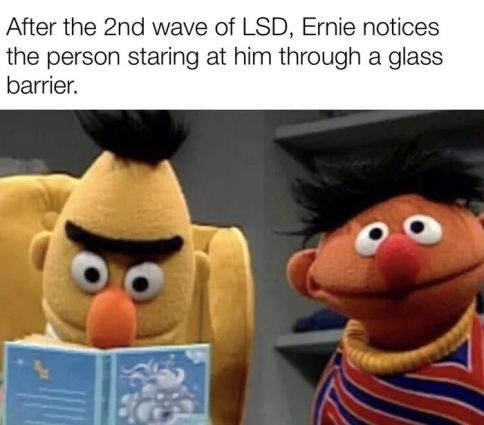 After the 2nd wave of LSD, Ernie notices
the person staring at him through a glass
barrier.